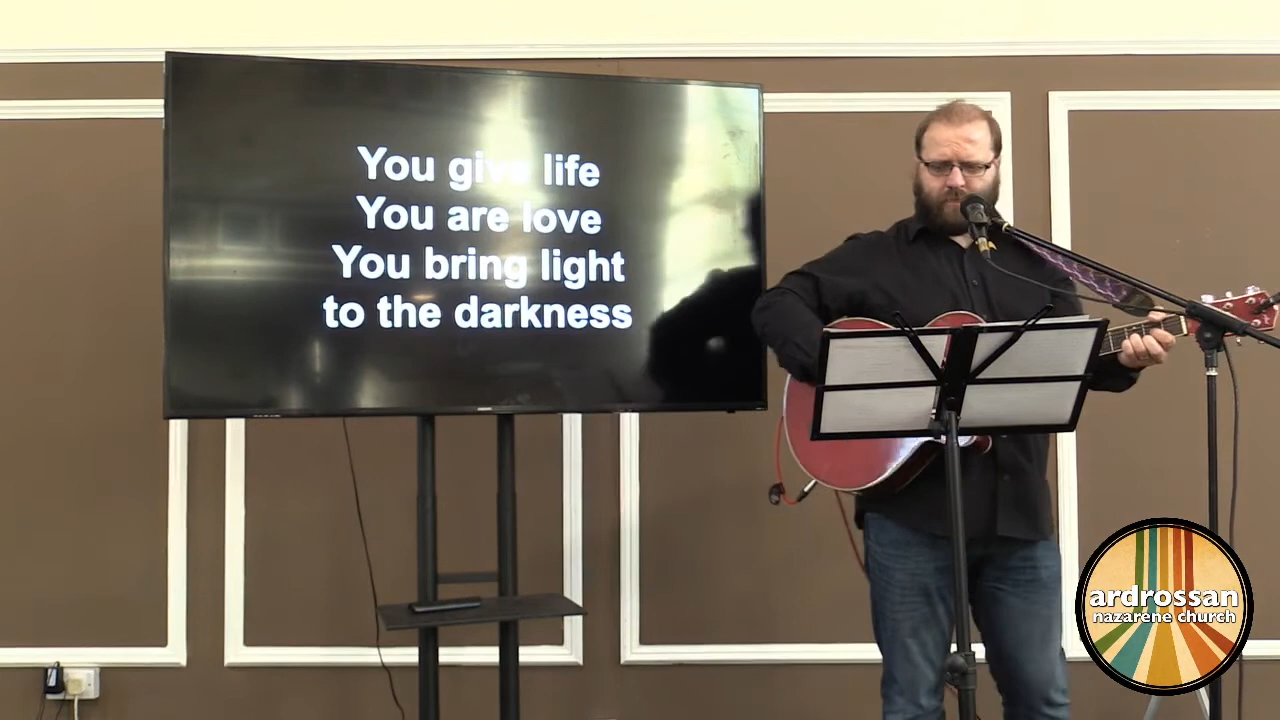 You give life
You are love
You bring light
to the darkness
ardrossan
nazarene church